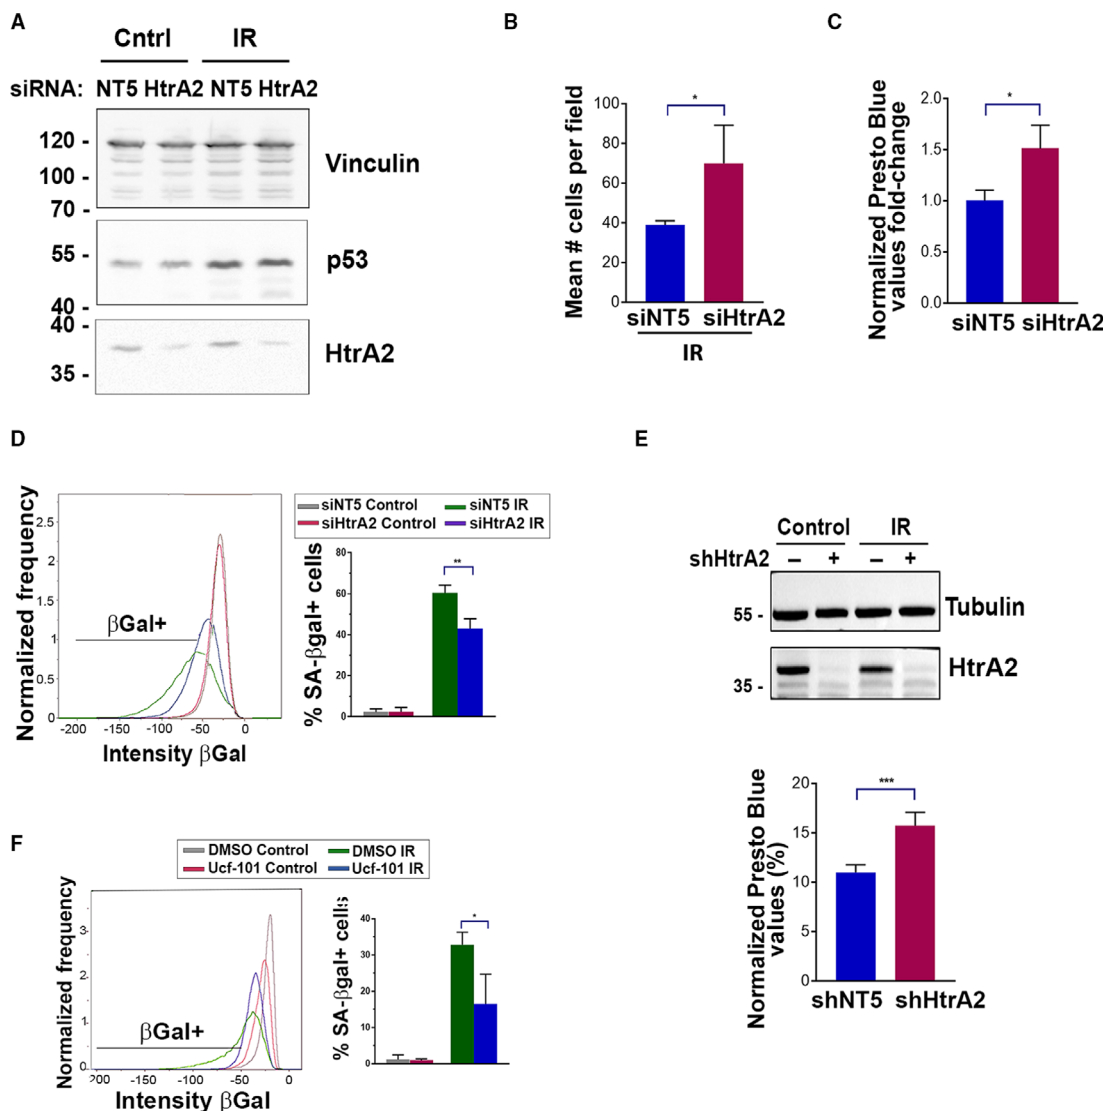 A
Cntrl IR
siRNA: NT5 HtrA2 NT5 HtrA2
120 -
100 -
70 -
Vinculin
55 -
40 -
p53
40 -
35 -
HtrA2
B
Mean # cells per field
100
80
60
40
20
0
*
siNT5 siHtrA2
IR
C
Normalized Presto Blue
values fold-change
2.0
1.5
1.0
0.5
0.0
*
siNT5 siHtrA2
D
Normalized frequency
2.5
2
1.5
1
0.5
0
βGal+
-200 -150 -100 -50 0
Intensity βGal
siNT5 Control siNT5 IR
siHtrA2 Control siHtrA2 IR
% SA-βgal+ cells
80
60
40
20
0
**
E
Control IR
shHtrA2 – + – +
55 -
Tubulin
35 -
HtrA2
Normalized Presto Blue
values (%)
20
15
10
5
0
***
shNT5 shHtrA2
F
DMSO Control DMSO IR
Ucf-101 Control Ucf-101 IR
Normalized frequency
3
2
1
0
βGal+
200 -150 -100 -50 0
Intensity βGal
% SA-βgal+ cells
40
30
20
10
0
*